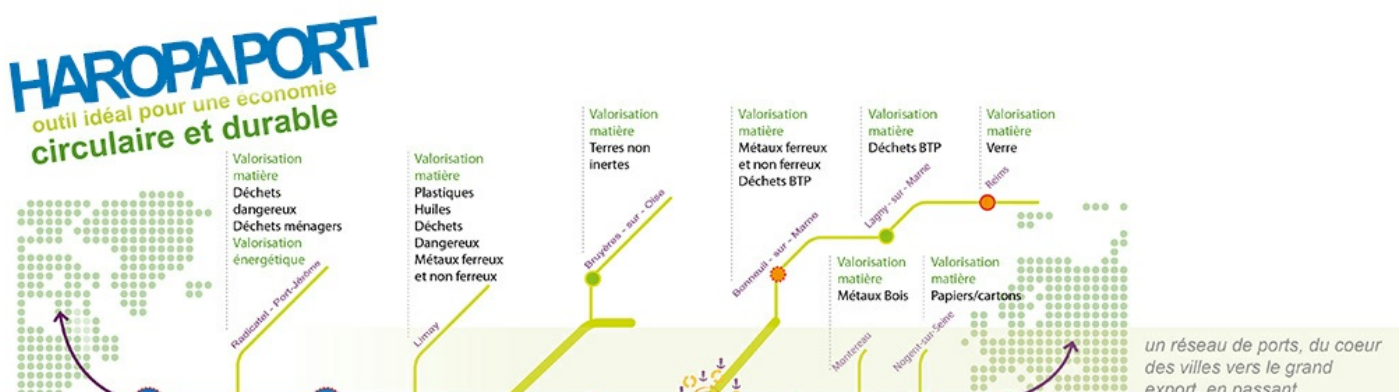 HAROPAPORT
outil idéal pour une économie
circulaire et durable
Valorisation
matière
Déchets
dangereux
Déchets ménagers
Valorisation
énergétique
Radicatel - Port-Jérôme
Valorisation
matière
Plastiques
Huiles
Déchets
Dangereux
Métaux ferreux
et non ferreux
Limay
Valorisation
matière
Terres non
inertes
Bruyères - sur - Oise
Valorisation
matière
Métaux ferreux
et non ferreux
Déchets BTP
Bonneuil - sur - Marne
Valorisation
matière
Déchets BTP
Lagny - sur - Marne
Valorisation
matière
Verre
Reims
Valorisation
matière
Métaux Bois
Montereau
Valorisation
matière
Papiers/cartons
Nogent-sur-Seine
un réseau de ports, du coeur
des villes vers le grand
export, en passant